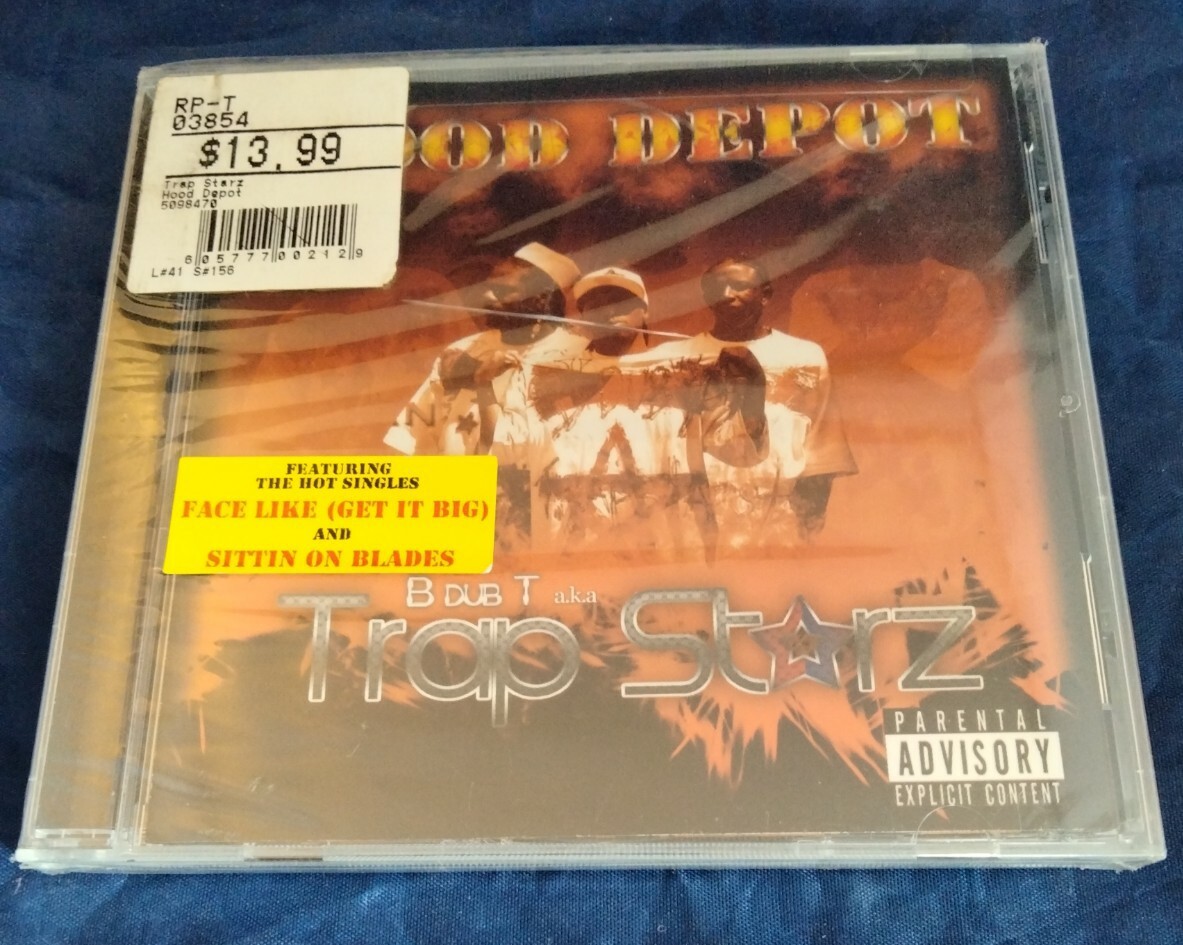 RP-T
03854
$13.99
Trap Starz
Hood Depot
5098470
6 05777 00212 9
L#41 S#156
OOD DEPOT
FEATURING
THE HOT SINGLES
FACE LIKE (GET IT BIG)
AND
SITTIN ON BLADES
B DUB T a.k.a
Trap Starz
PARENTAL
ADVISORY
EXPLICIT CONTENT